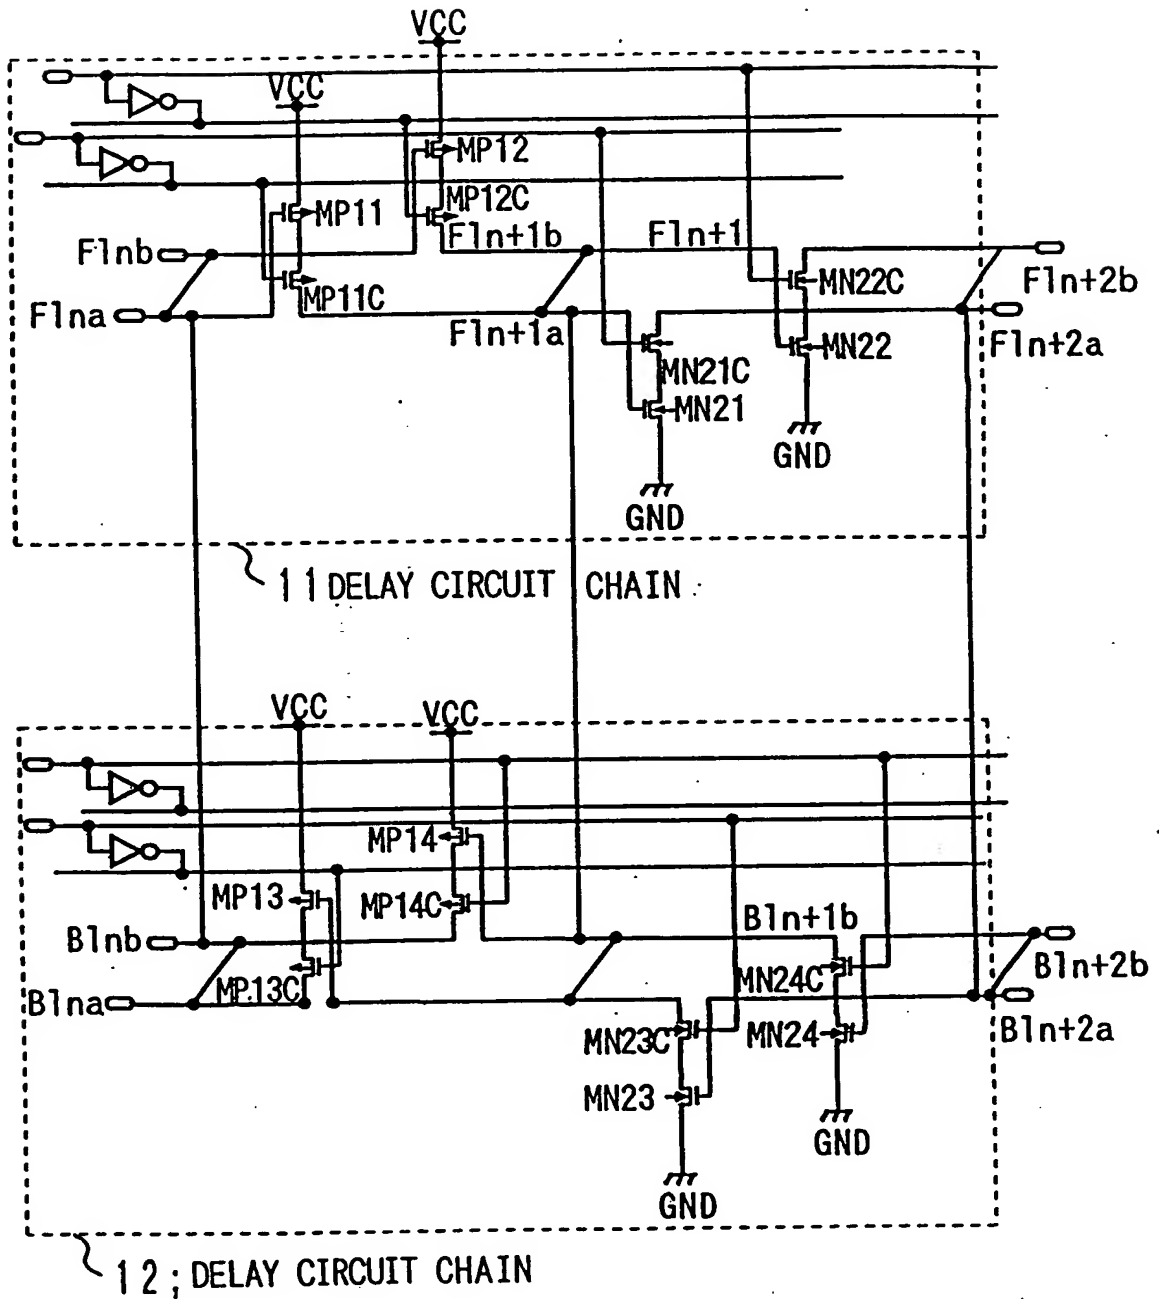 VCC
VCC
MP12
MP12C
MP11
Flnb
Fln+1b
Fln+1
MN22C
Fln+2b
MP11C
Flna
Fln+1a
MN22
Fln+2a
MN21C
MN21
GND
GND
11 DELAY CIRCUIT CHAIN
VCC
VCC
MP14
MP13
MP14C
Bln+1b
Blnb
Bln+2b
MP13C
MN24C
Blna
MN23C
MN24
Bln+2a
MN23
GND
GND
12; DELAY CIRCUIT CHAIN